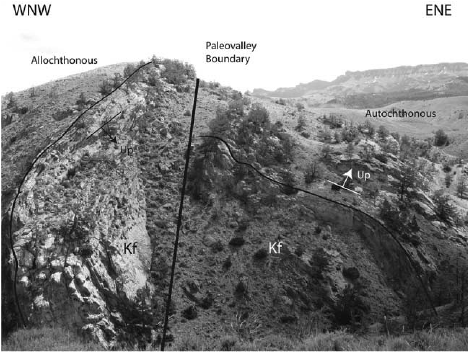 WNW
ENE
Allochthonous
Paleovalley
Boundary
Autochthonous
Up
Up
Kf
Kf